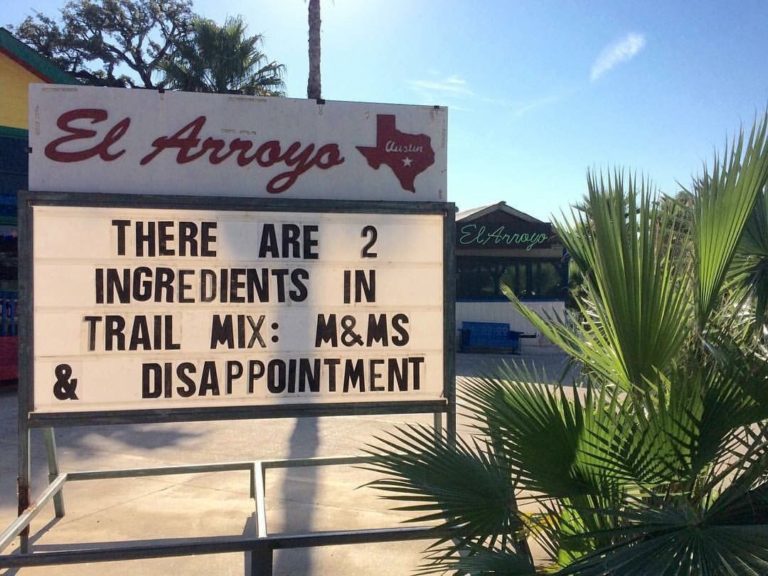 El Arroyo
Austin
THERE ARE 2
INGREDIENTS IN
TRAIL MIX: M&MS
& DISAPPOINTMENT
El Arroyo